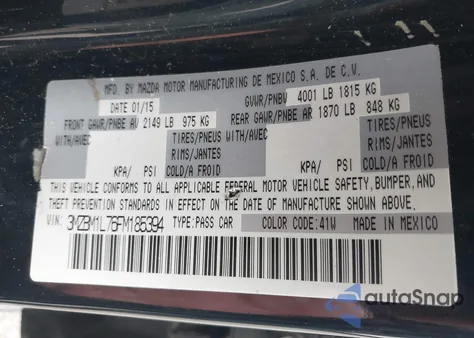 MFD. BY MAZDA MOTOR MANUFACTURING DE MEXICO S.A. DE C.V.
DATE 01/15 GVWR/PNBV 4001 LB 1815 KG
FRONT GAWR/PNBE AV 2149 LB 975 KG REAR GAWR/PNBE AR 1870 LB 848 KG
WITH/AVEC TIRES/PNEUS WITH/AVEC TIRES/PNEUS
RIMS/JANTES RIMS/JANTES
KPA/ PSI/ COLD/A FROID KPA/ PSI/ COLD/A FROID
THIS VEHICLE CONFORMS TO ALL APPLICABLE FEDERAL MOTOR VEHICLE SAFETY, BUMPER, AND
THEFT PREVENTION STANDARDS IN EFFECT ON THE DATE OF MANUFACTURE SHOWN ABOVE.
VIN: 3MZBM1L76FM185394 TYPE:PASS CAR COLOR CODE: 41W MADE IN MEXICO
autoSnap